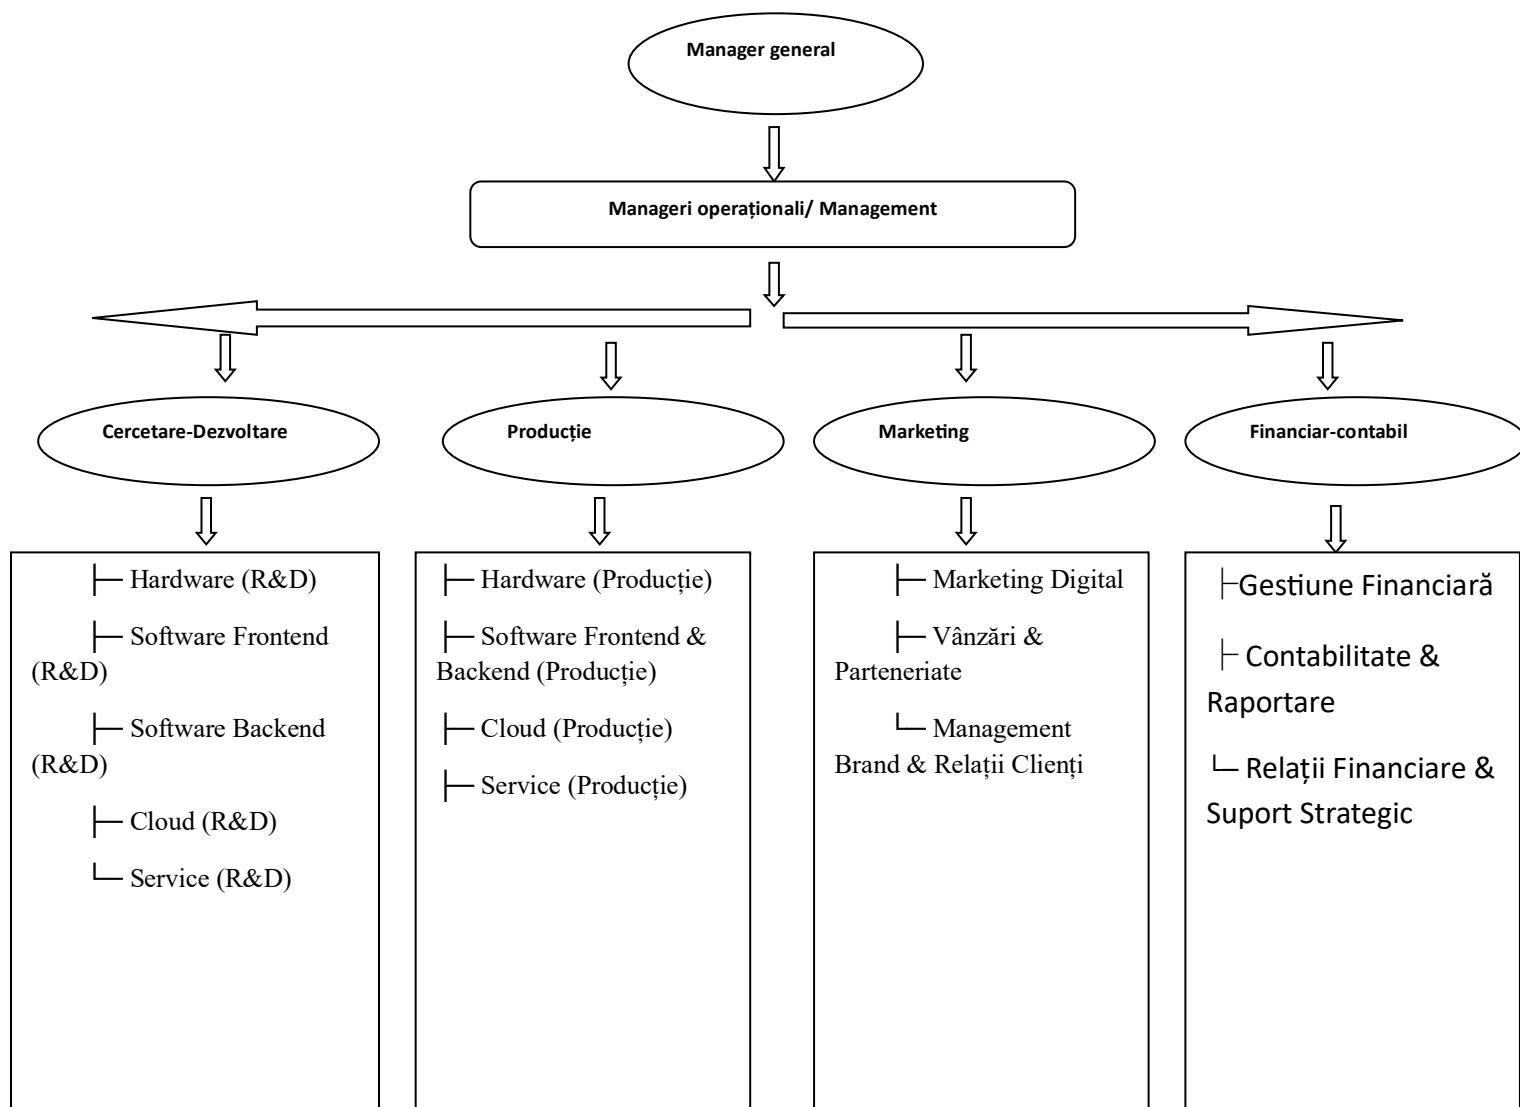 Manager general
Manageri operaționali/ Management
Cercetare-Dezvoltare
Producție
Marketing
Financiar-contabil
├── Hardware (R&D)
├── Software Frontend
(R&D)
├── Software Backend
(R&D)
├── Cloud (R&D)
└── Service (R&D)
├── Hardware (Producție)
├── Software Frontend &
Backend (Producție)
├── Cloud (Producție)
├── Service (Producție)
├── Marketing Digital
├── Vânzări &
Parteneriate
└── Management
Brand & Relații Clienți
├─Gestiune Financiară
├─ Contabilitate &
Raportare
└─ Relații Financiare &
Suport Strategic